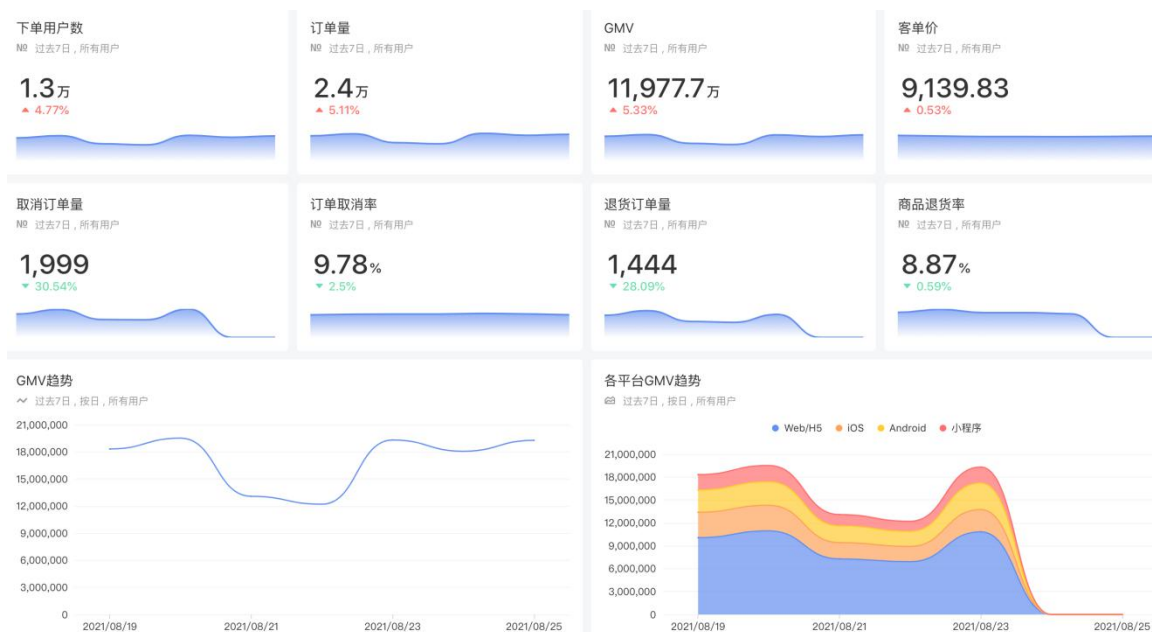 下单用户数
№ 过去7日 , 所有用户
1.3万
▲ 4.77%
订单量
№ 过去7日 , 所有用户
2.4万
▲ 5.11%
GMV
№ 过去7日 , 所有用户
11,977.7万
▲ 5.33%
客单价
№ 过去7日 , 所有用户
9,139.83
▲ 0.53%
取消订单量
№ 过去7日 , 所有用户
1,999
▼ 30.54%
订单取消率
№ 过去7日 , 所有用户
9.78%
▼ 2.5%
退货订单量
№ 过去7日 , 所有用户
1,444
▼ 28.09%
商品退货率
№ 过去7日 , 所有用户
8.87%
▼ 0.59%
GMV趋势
过去7日 , 按日 , 所有用户
21,000,000
18,000,000
15,000,000
12,000,000
9,000,000
6,000,000
3,000,000
0
2021/08/19 2021/08/21 2021/08/23 2021/08/25
各平台GMV趋势
过去7日 , 按日 , 所有用户
Web/H5 iOS Android 小程序
21,000,000
18,000,000
15,000,000
12,000,000
9,000,000
6,000,000
3,000,000
0
2021/08/19 2021/08/21 2021/08/23 2021/08/25